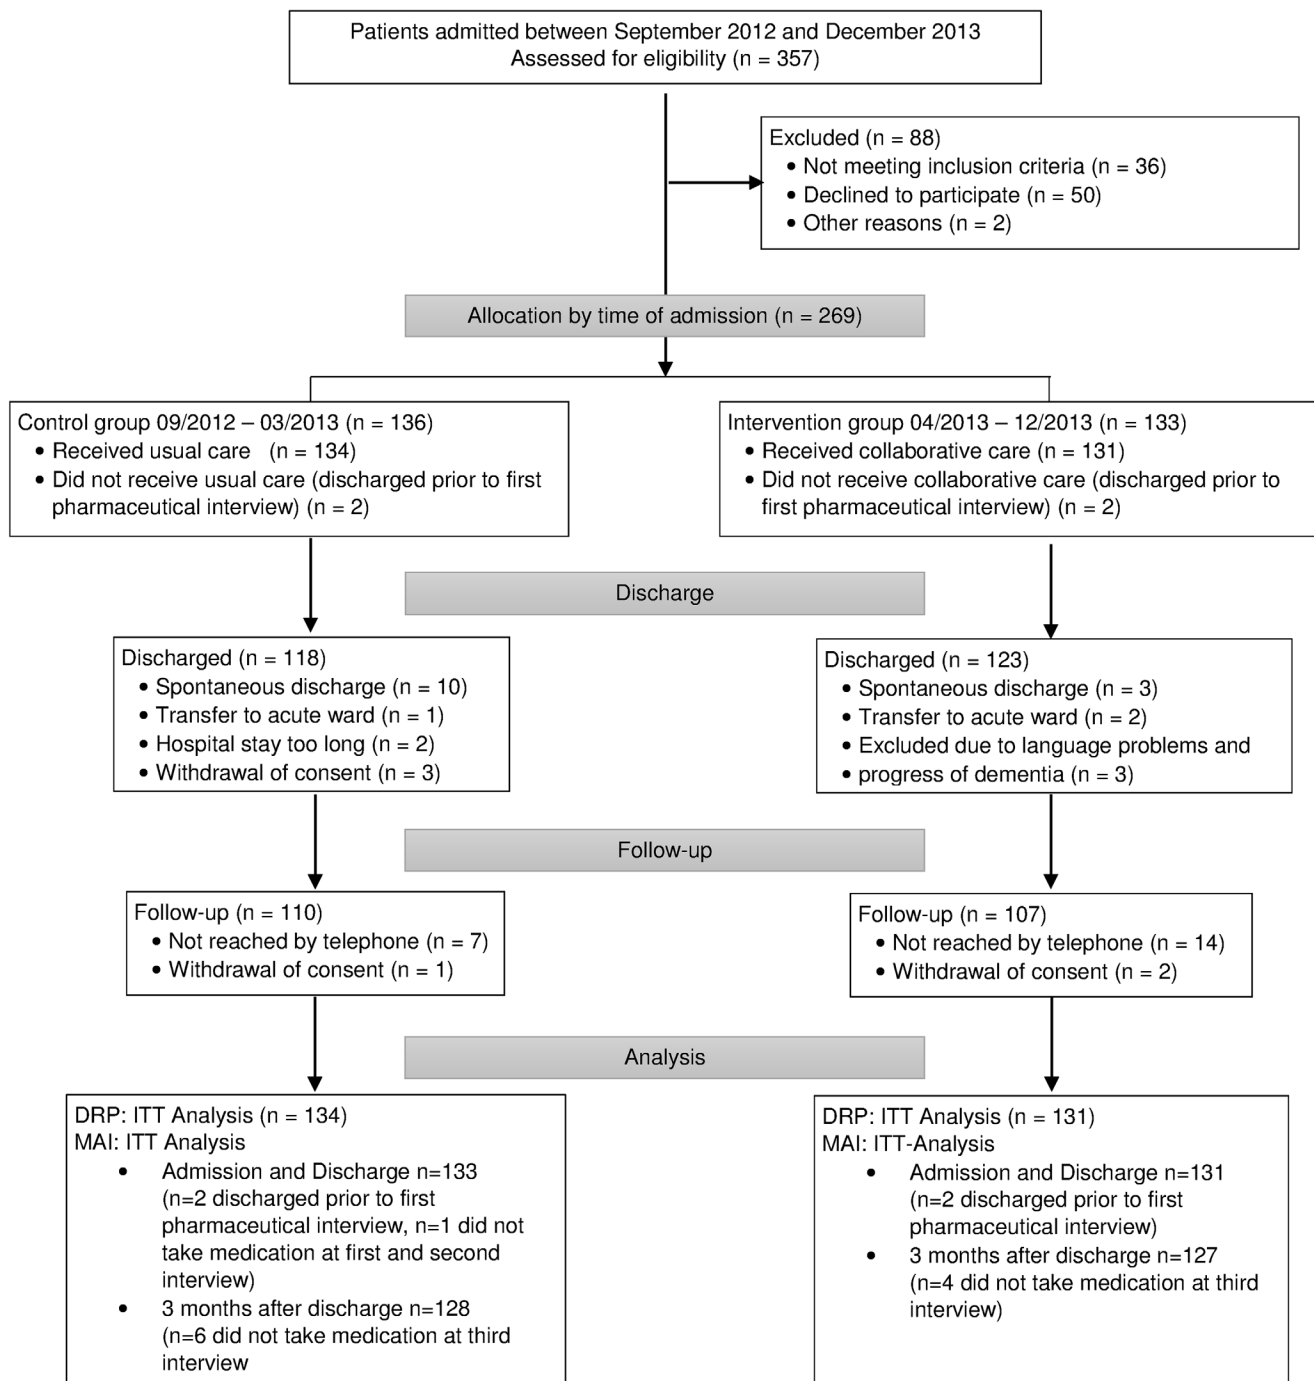 Patients admitted between September 2012 and December 2013
Assessed for eligibility (n = 357)
Excluded (n = 88)
• Not meeting inclusion criteria (n = 36)
• Declined to participate (n = 50)
• Other reasons (n = 2)
Allocation by time of admission (n = 269)
Control group 09/2012 – 03/2013 (n = 136)
• Received usual care (n = 134)
• Did not receive usual care (discharged prior to first
pharmaceutical interview) (n = 2)
Intervention group 04/2013 – 12/2013 (n = 133)
• Received collaborative care (n = 131)
• Did not receive collaborative care (discharged prior to
first pharmaceutical interview) (n = 2)
Discharge
Discharged (n = 118)
• Spontaneous discharge (n = 10)
• Transfer to acute ward (n = 1)
• Hospital stay too long (n = 2)
• Withdrawal of consent (n = 3)
Discharged (n = 123)
• Spontaneous discharge (n = 3)
• Transfer to acute ward (n = 2)
• Excluded due to language problems and
• progress of dementia (n = 3)
Follow-up
Follow-up (n = 110)
• Not reached by telephone (n = 7)
• Withdrawal of consent (n = 1)
Follow-up (n = 107)
• Not reached by telephone (n = 14)
• Withdrawal of consent (n = 2)
Analysis
DRP: ITT Analysis (n = 134)
MAI: ITT Analysis
• Admission and Discharge n=133
(n=2 discharged prior to first
pharmaceutical interview, n=1 did not
take medication at first and second
interview)
• 3 months after discharge n=128
(n=6 did not take medication at third
interview
DRP: ITT Analysis (n = 131)
MAI: ITT-Analysis
• Admission and Discharge n=131
(n=2 discharged prior to first
pharmaceutical interview)
• 3 months after discharge n=127
(n=4 did not take medication at third
interview)